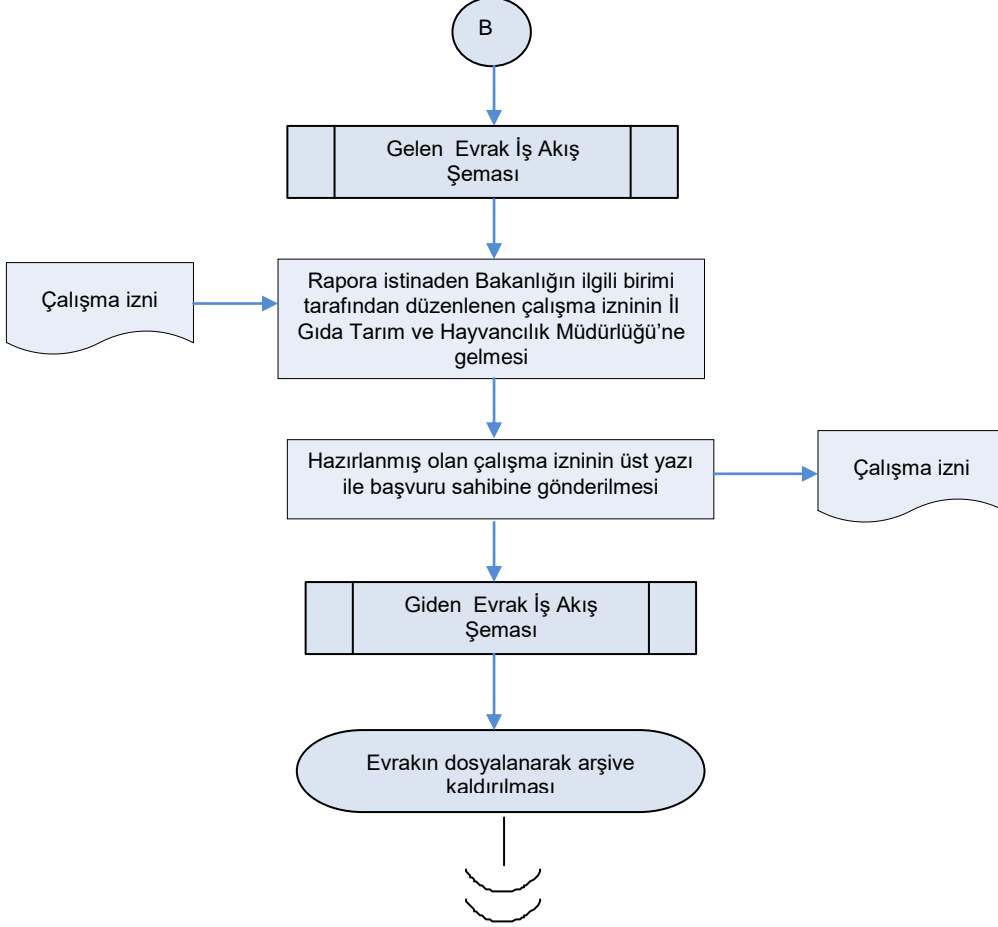 B
Gelen Evrak İş Akış
Şeması
Çalışma izni
Rapora istinaden Bakanlığın ilgili birimi
tarafından düzenlenen çalışma izninin İl
Gıda Tarım ve Hayvancılık Müdürlüğü’ne
gelmesi
Hazırlanmış olan çalışma izninin üst yazı
ile başvuru sahibine gönderilmesi
Çalışma izni
Giden Evrak İş Akış
Şeması
Evrakın dosyalanarak arşive
kaldırılması